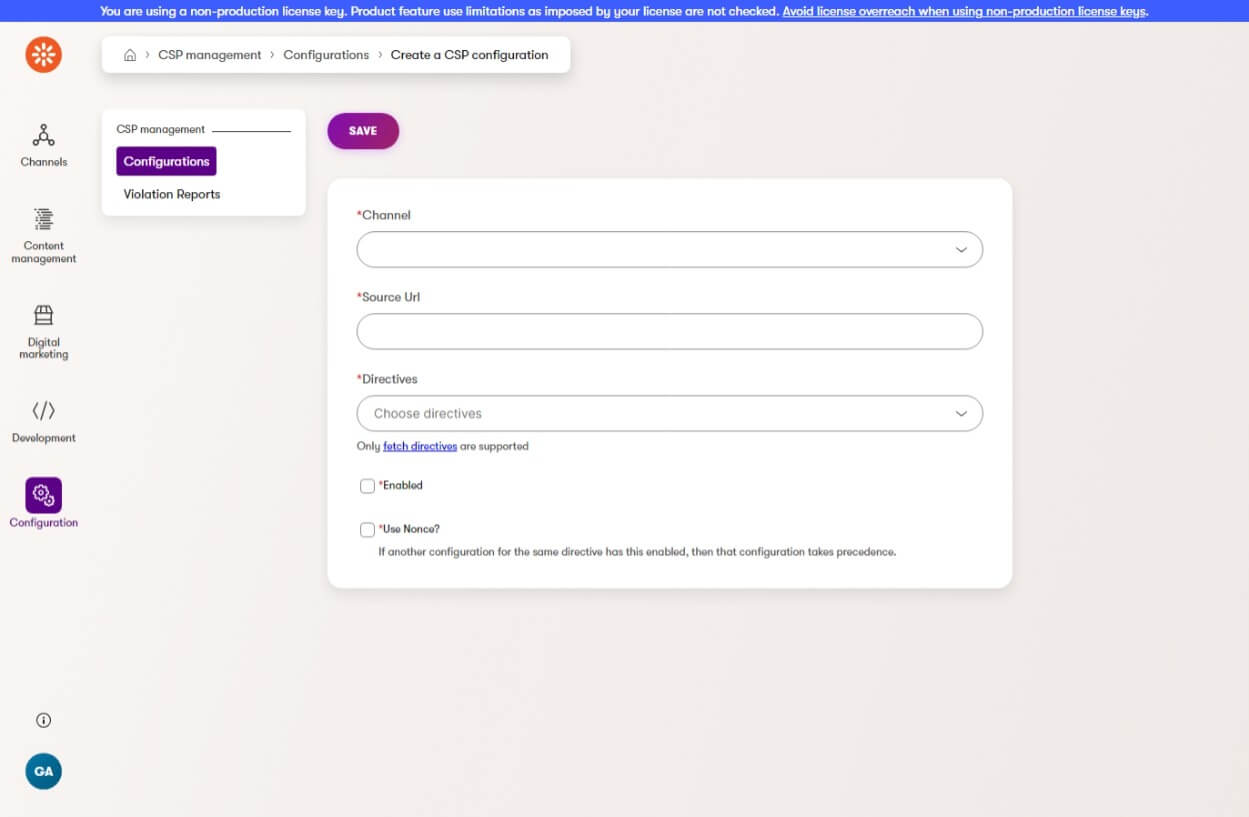 You are using a non-production license key. Product feature use limitations as imposed by your license are not checked. Avoid license overreach when using non-production license keys.
CSP management > Configurations > Create a CSP configuration
Channels
Content
management
Digital
marketing
Development
Configuration
GA
CSP management
Configurations
Violation Reports
SAVE
*Channel
*Source Url
*Directives
Choose directives
Only fetch directives are supported
*Enabled
*Use Nonce?
If another configuration for the same directive has this enabled, then that configuration takes precedence.